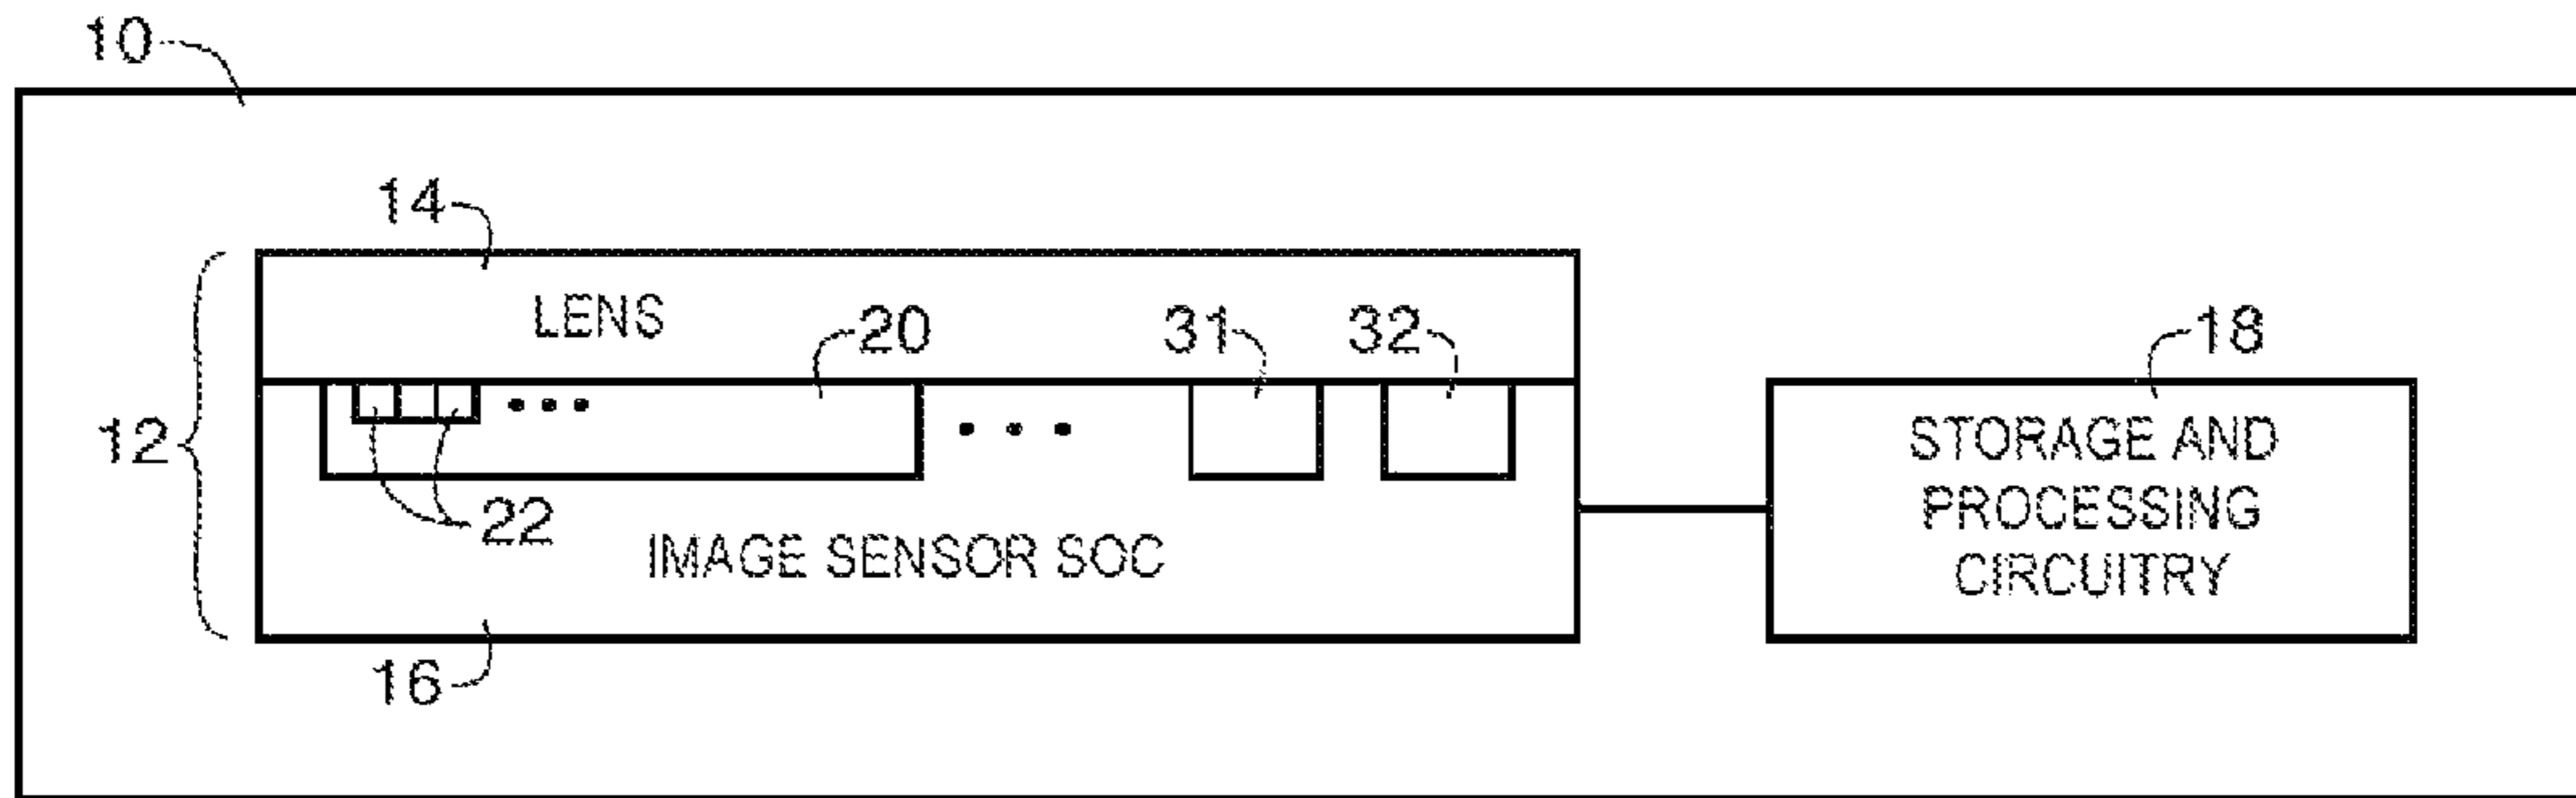 10
14
LENS
20
31
32
18
12
STORAGE AND
PROCESSING
CIRCUITRY
22
IMAGE SENSOR SOC
16